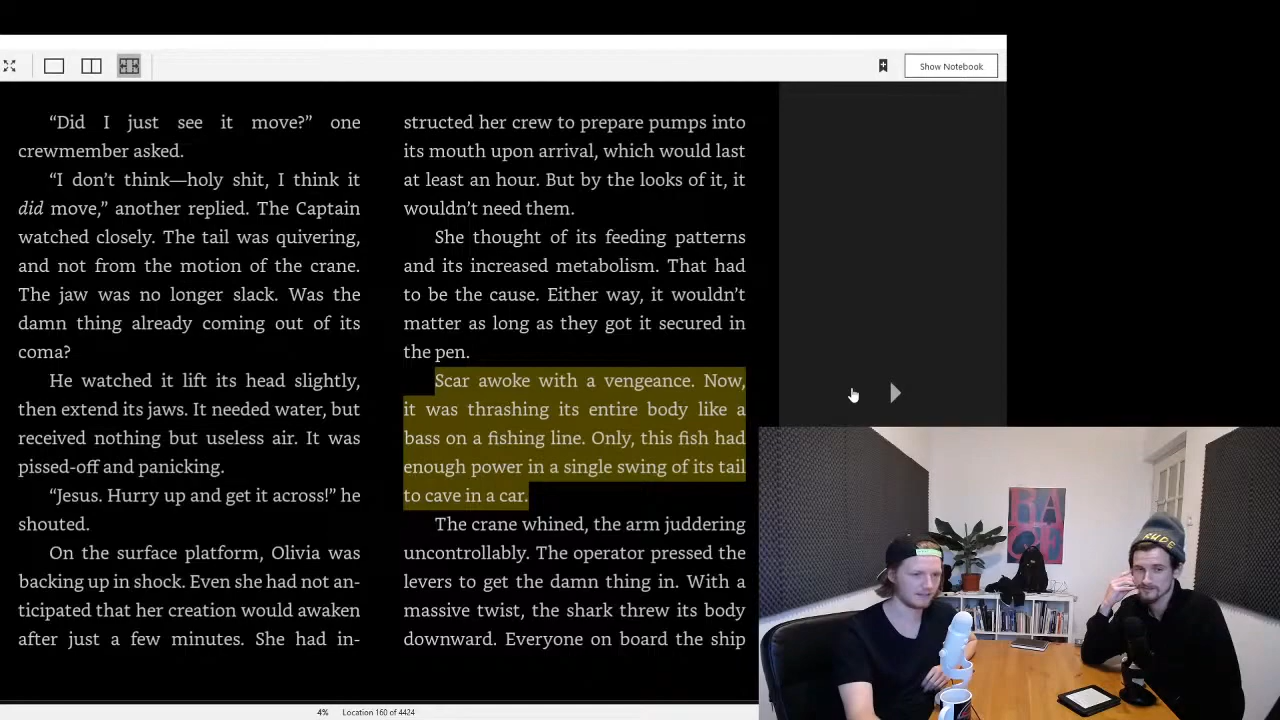 Show Notebook
“Did I just see it move?” one
crewmember asked.
“I don’t think—holy shit, I think it
did move,” another replied. The Captain
watched closely. The tail was quivering,
and not from the motion of the crane.
The jaw was no longer slack. Was the
damn thing already coming out of its
coma?
He watched it lift its head slightly,
then extend its jaws. It needed water, but
received nothing but useless air. It was
pissed-off and panicking.
“Jesus. Hurry up and get it across!” he
shouted.
On the surface platform, Olivia was
backing up in shock. Even she had not an-
ticipated that her creation would awaken
after just a few minutes. She had in-
structed her crew to prepare pumps into
its mouth upon arrival, which would last
at least an hour. But by the looks of it, it
wouldn’t need them.
She thought of its feeding patterns
and its increased metabolism. That had
to be the cause. Either way, it wouldn’t
matter as long as they got it secured in
the pen.
Scar awoke with a vengeance. Now,
it was thrashing its entire body like a
bass on a fishing line. Only, this fish had
enough power in a single swing of its tail
to cave in a car.
The crane whined, the arm juddering
uncontrollably. The operator pressed the
levers to get the damn thing in. With a
massive twist, the shark threw its body
downward. Everyone on board the ship
4% Location 160 of 4424
RA
GE
RUDE